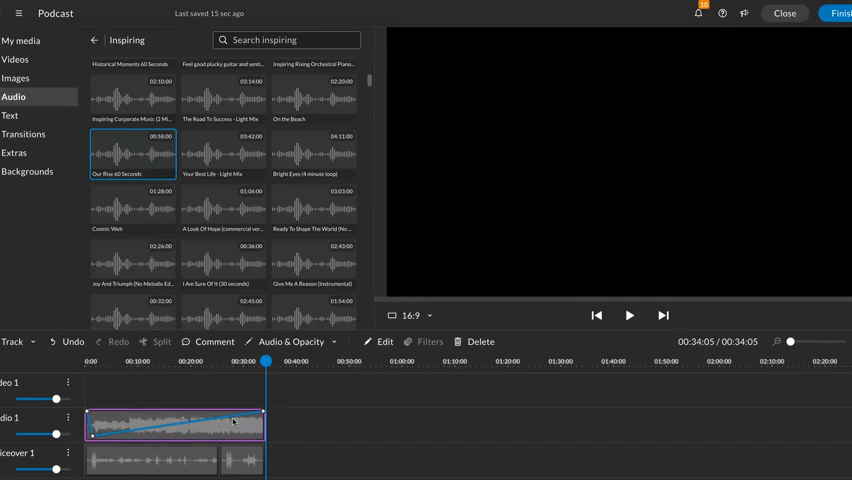 Podcast
Last saved 15 sec ago
10
Close
Finish
My media
Videos
Images
Audio
Text
Transitions
Extras
Backgrounds
Inspiring
Search inspiring
Historical Moments 60 Seconds
Feel good plucky guitar and senti...
Inspiring Rising Orchestral Piano...
02:10:00
03:14:00
02:20:00
Inspiring Corporate Music (2 Mi...
The Road To Success - Light Mix
On the Beach
00:58:00
03:42:00
04:11:00
Our Rise 60 Seconds
Your Best Life - Light Mix
Bright Eyes (4 minute loop)
01:28:00
01:06:00
03:03:00
Cosmic Web
A Look Of Hope (commercial ver...
Ready To Shape The World (No ...
02:26:00
00:36:00
02:43:00
Joy And Triumph (No Melodie Ed...
I Am Sure Of It (30 seconds)
Give Me A Reason (Instrumental)
00:32:00
02:45:00
01:54:00
16:9
Track
Undo
Redo
Split
Comment
Audio & Opacity
Edit
Filters
Delete
00:34:05 / 00:34:05
0:00
00:10:00
00:20:00
00:30:00
00:40:00
00:50:00
01:00:00
01:10:00
01:20:00
01:30:00
01:40:00
01:50:00
02:00:00
02:10:00
02:20:00
deo 1
dio 1
iceover 1